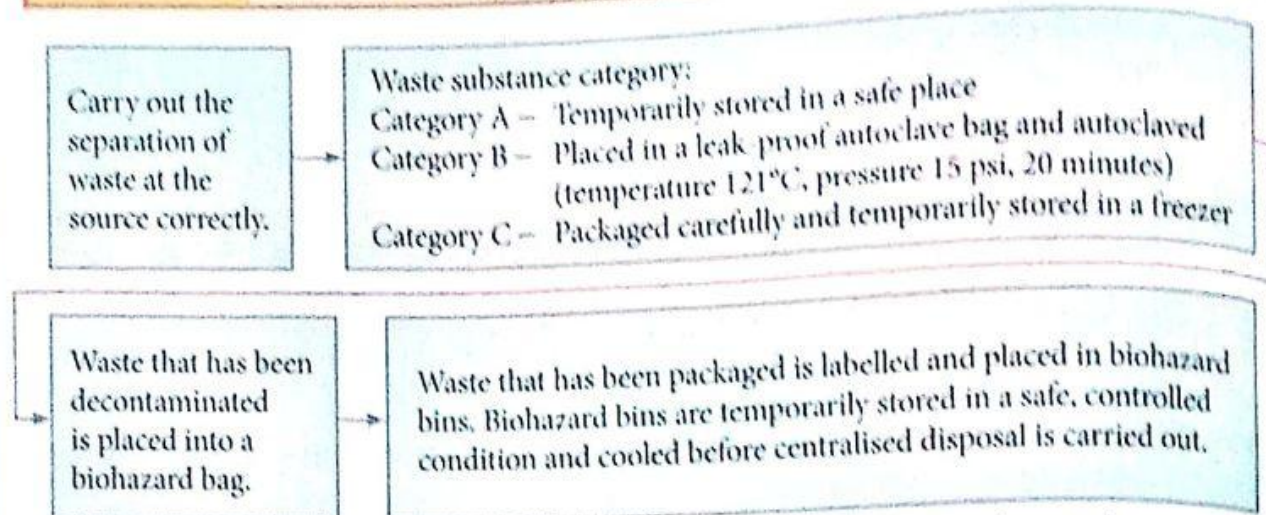 Carry out the
separation of
waste at the
source correctly.
Waste substance category:
Category A – Temporarily stored in a safe place
Category B – Placed in a leak-proof autoclave bag and autoclaved
(temperature 121°C, pressure 15 psi, 20 minutes)
Category C – Packaged carefully and temporarily stored in a freezer
Waste that has been
decontaminated
is placed into a
biohazard bag.
Waste that has been packaged is labelled and placed in biohazard
bins. Biohazard bins are temporarily stored in a safe, controlled
condition and cooled before centralised disposal is carried out.